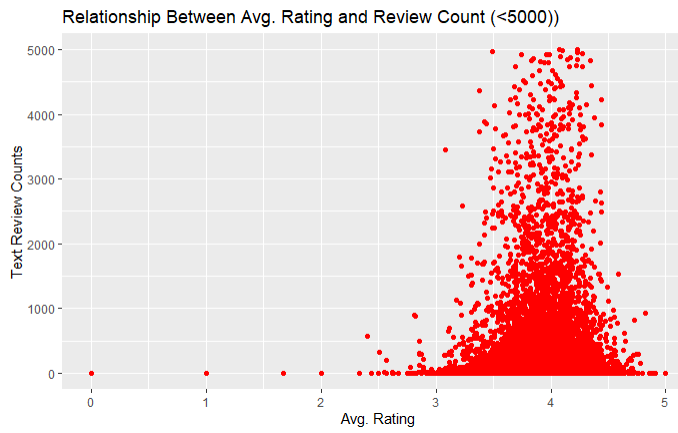 Relationship Between Avg. Rating and Review Count (<5000))
5000
4000
3000
2000
1000
0
Text Review Counts
0 1 2 3 4 5
Avg. Rating